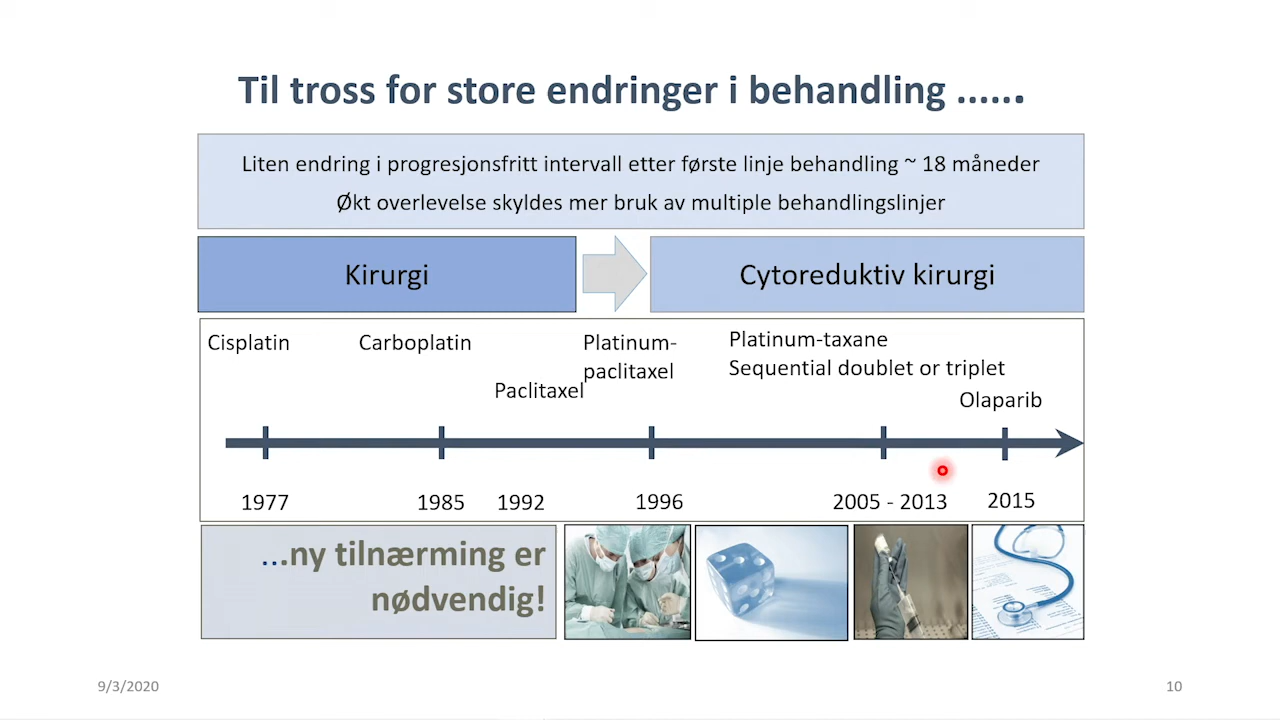 Til tross for store endringer i behandling ......
Liten endring i progresjonsfritt intervall etter første linje behandling ~ 18 måneder
Økt overlevelse skyldes mer bruk av multiple behandlingslinjer
Kirurgi
Cytoreduktiv kirurgi
Cisplatin
Carboplatin
Paclitaxel
Platinum-
paclitaxel
Platinum-taxane
Sequential doublet or triplet
Olaparib
1977
1985
1992
1996
2005 - 2013
2015
...ny tilnærming er
nødvendig!
9/3/2020
10